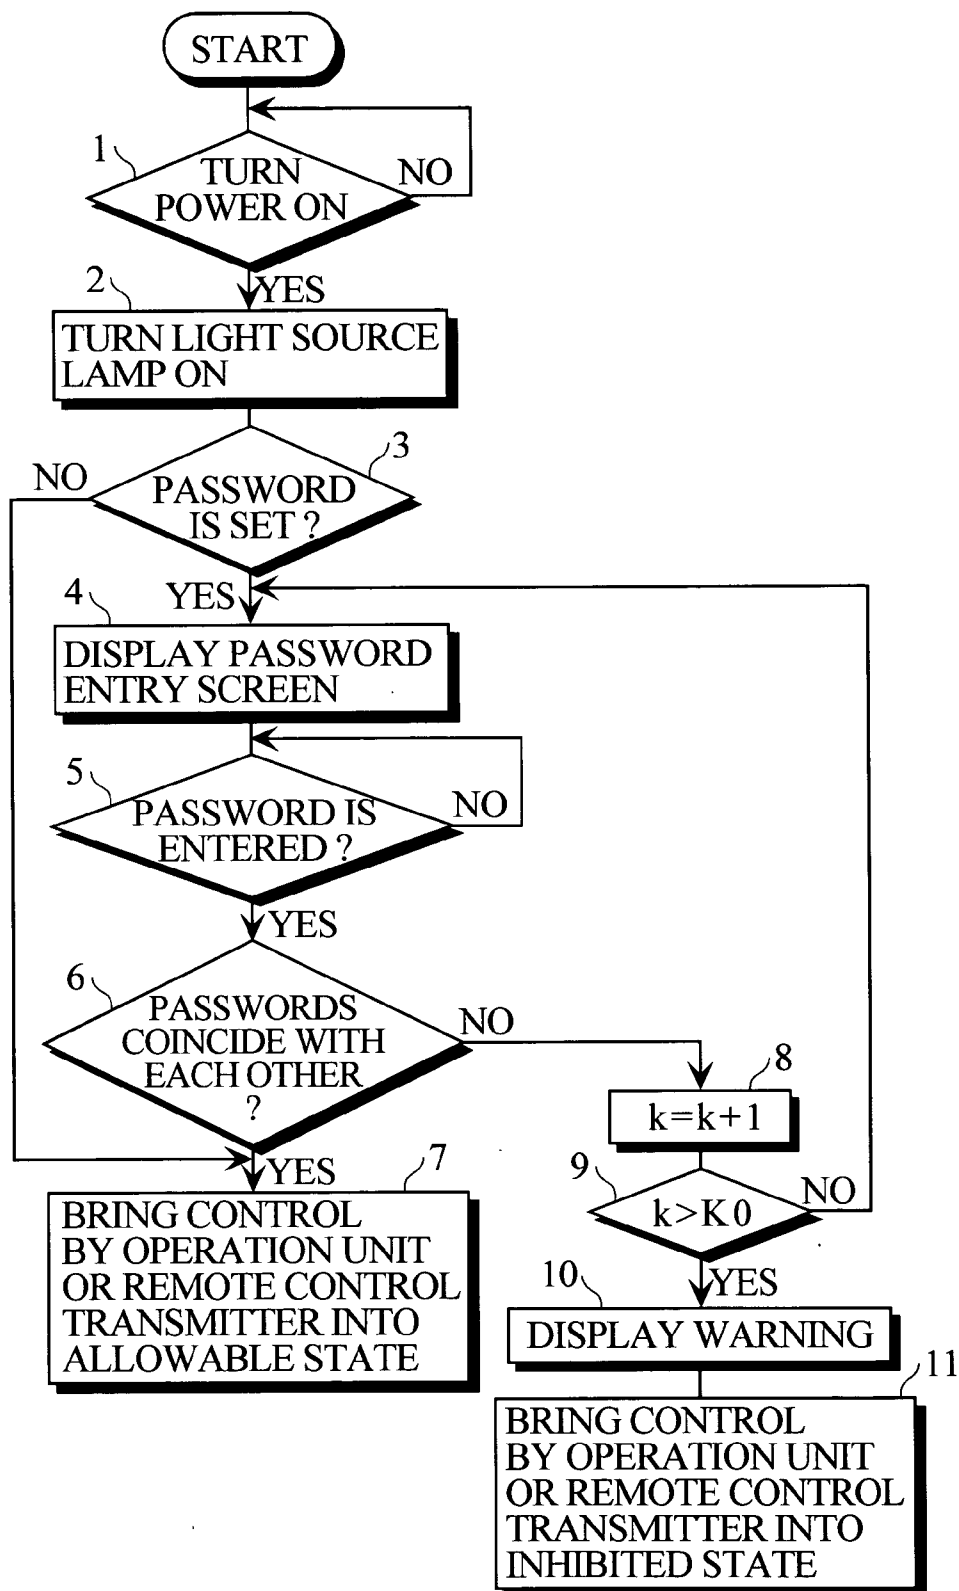 START
1
TURN
POWER ON
NO
YES
2
TURN LIGHT SOURCE
LAMP ON
3
NO
PASSWORD
IS SET ?
YES
4
DISPLAY PASSWORD
ENTRY SCREEN
5
PASSWORD IS
ENTERED ?
NO
YES
6
PASSWORDS
COINCIDE WITH
EACH OTHER
?
NO
YES
7
BRING CONTROL
BY OPERATION UNIT
OR REMOTE CONTROL
TRANSMITTER INTO
ALLOWABLE STATE
8
k=k+1
9
k>K0
NO
YES
10
DISPLAY WARNING
11
BRING CONTROL
BY OPERATION UNIT
OR REMOTE CONTROL
TRANSMITTER INTO
INHIBITED STATE